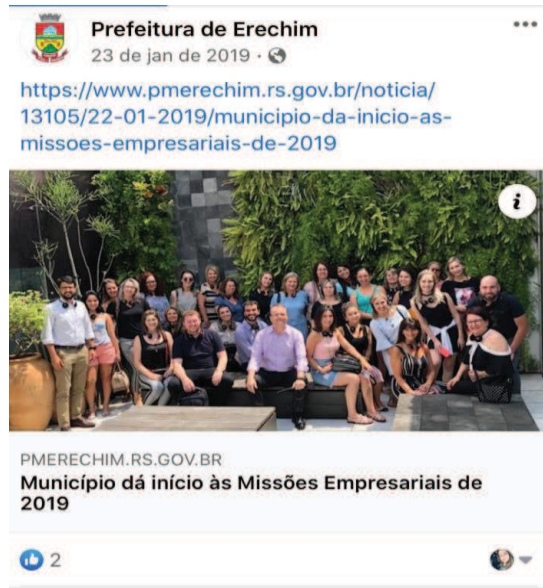 Prefeitura de Erechim
23 de jan de 2019 ·
https://www.pmerechim.rs.gov.br/noticia/
13105/22-01-2019/municipio-da-inicio-as-
missoes-empresariais-de-2019
i
PMERECHIM.RS.GOV.BR
Município dá início às Missões Empresariais de
2019
2